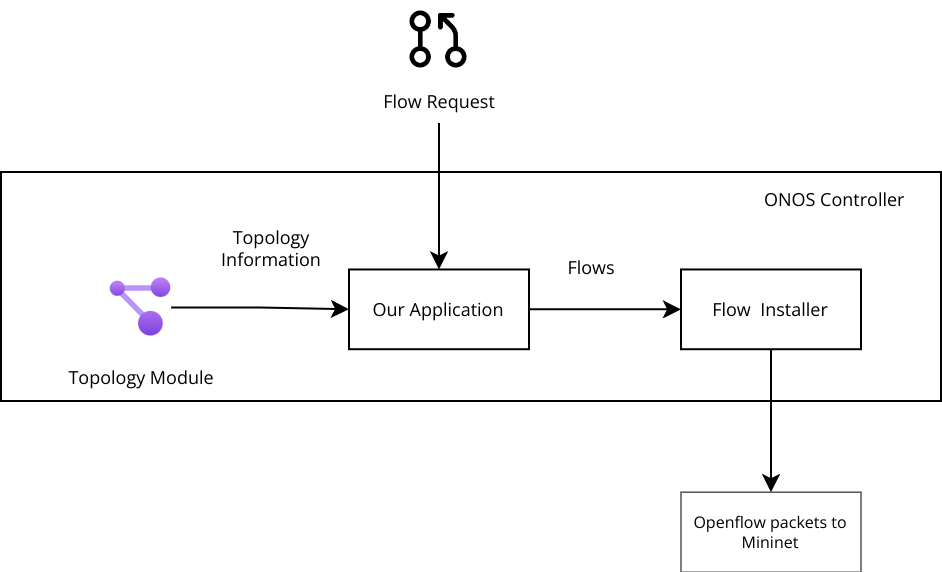 Flow Request
ONOS Controller
Topology
Information
Flows
Our Application
Flow  Installer
Topology Module
Openflow packets to
Mininet